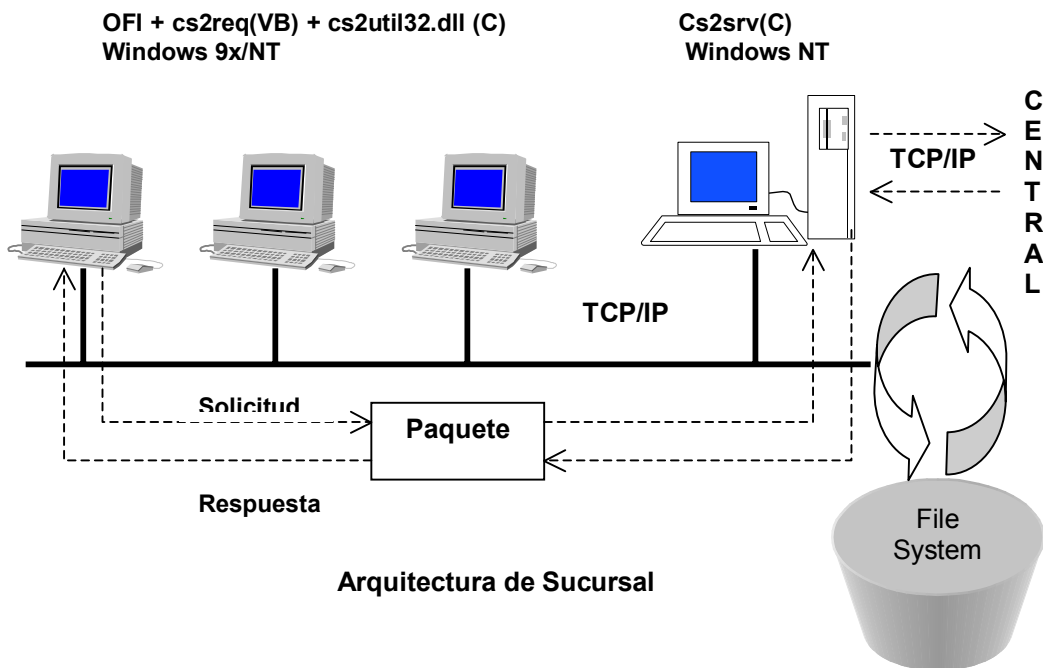 OFI + cs2req(VB) + cs2util32.dll (C)
Windows 9x/NT
Cs2srv(C)
Windows NT
TCP/IP
CENTRAL
TCP/IP
Solicitud
Paquete
Respuesta
File
System
Arquitectura de Sucursal